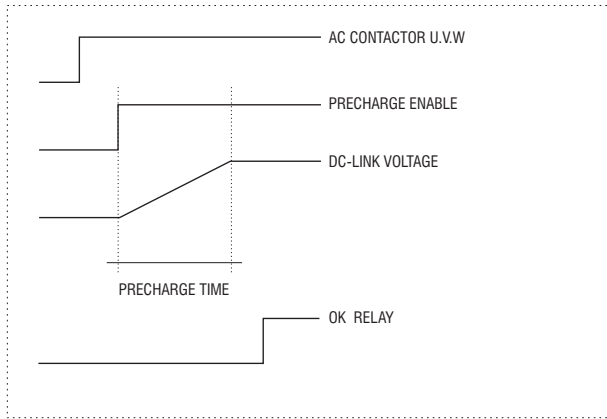 AC CONTACTOR U.V.W
PRECHARGE ENABLE
DC-LINK VOLTAGE
PRECHARGE TIME
OK RELAY